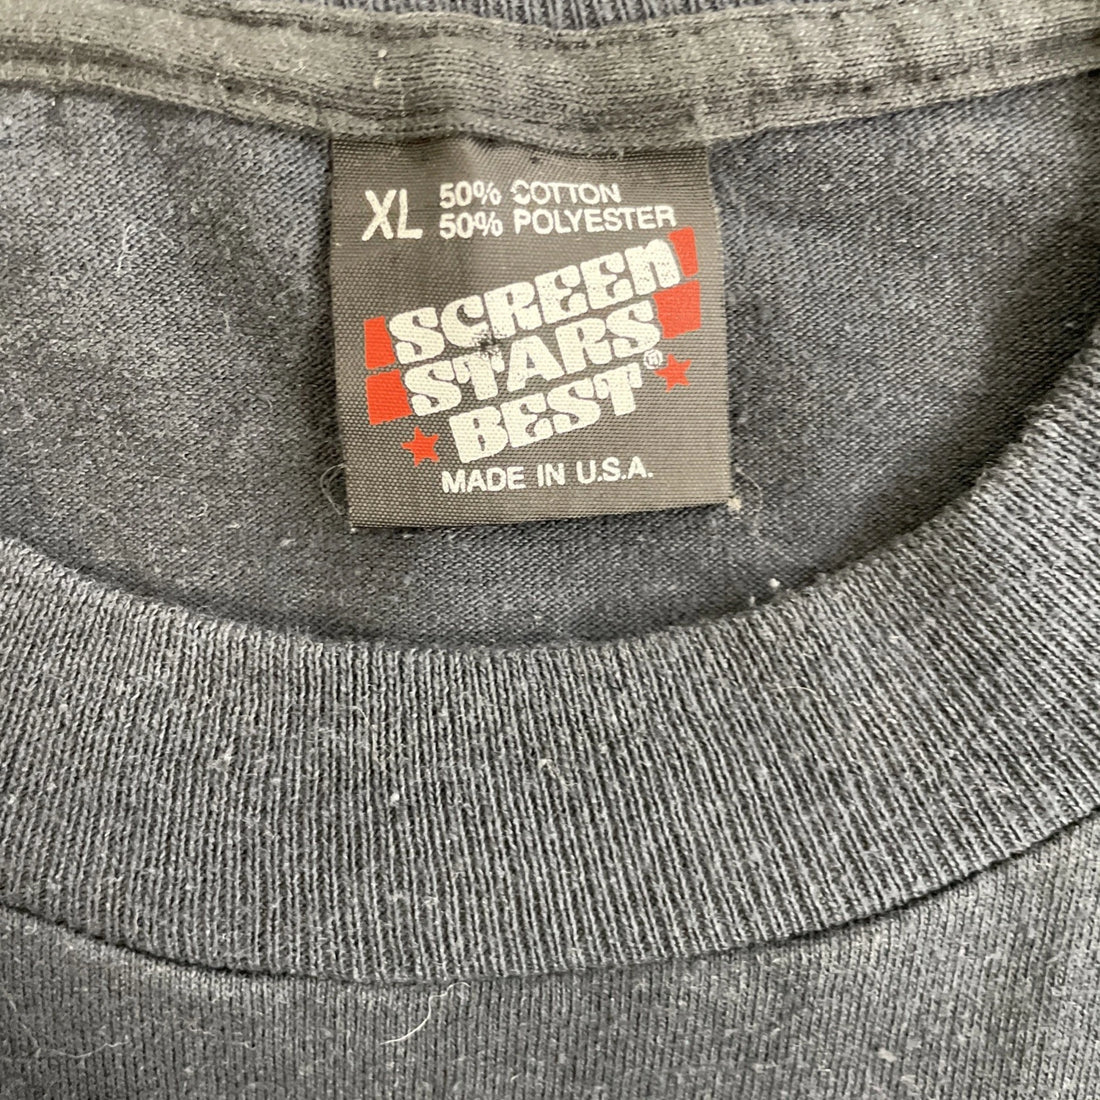 XL 50% COTTON
50% POLYESTER
SCREEn
STARS
BEST®
MADE IN U.S.A.